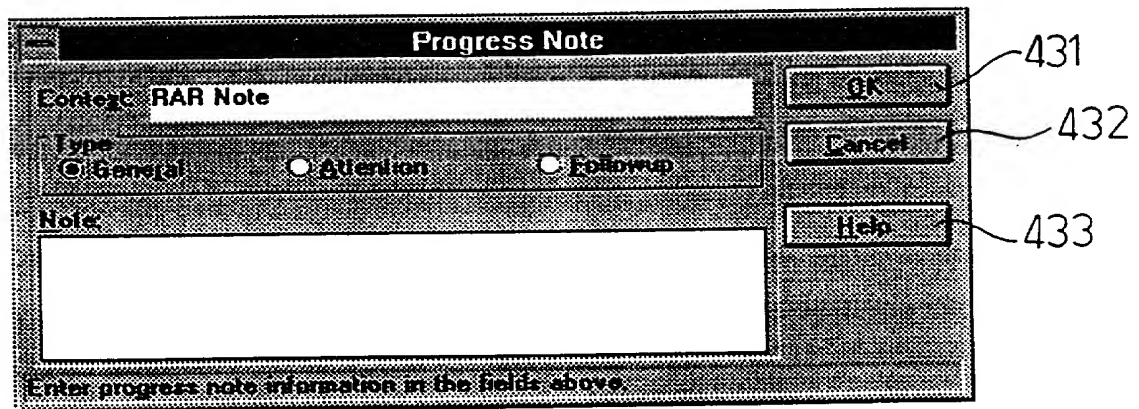 Progress Note
Context: RAR Note
Type
General Attention Followup
Note:
OK
Cancel
Help
Enter progress note information in the fields above.
431
432
433